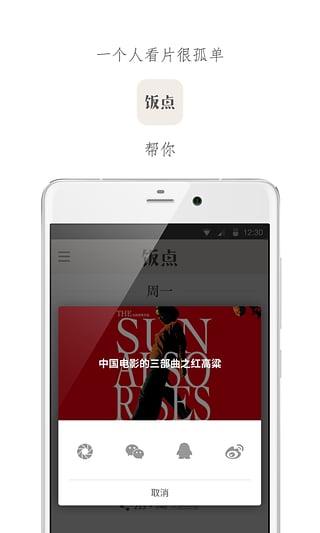 一个人看片很孤单
饭点
帮你
12:30
饭点
周一
THE
SUN
ALSO
中国电影的三部曲之红高粱
RISES
取消